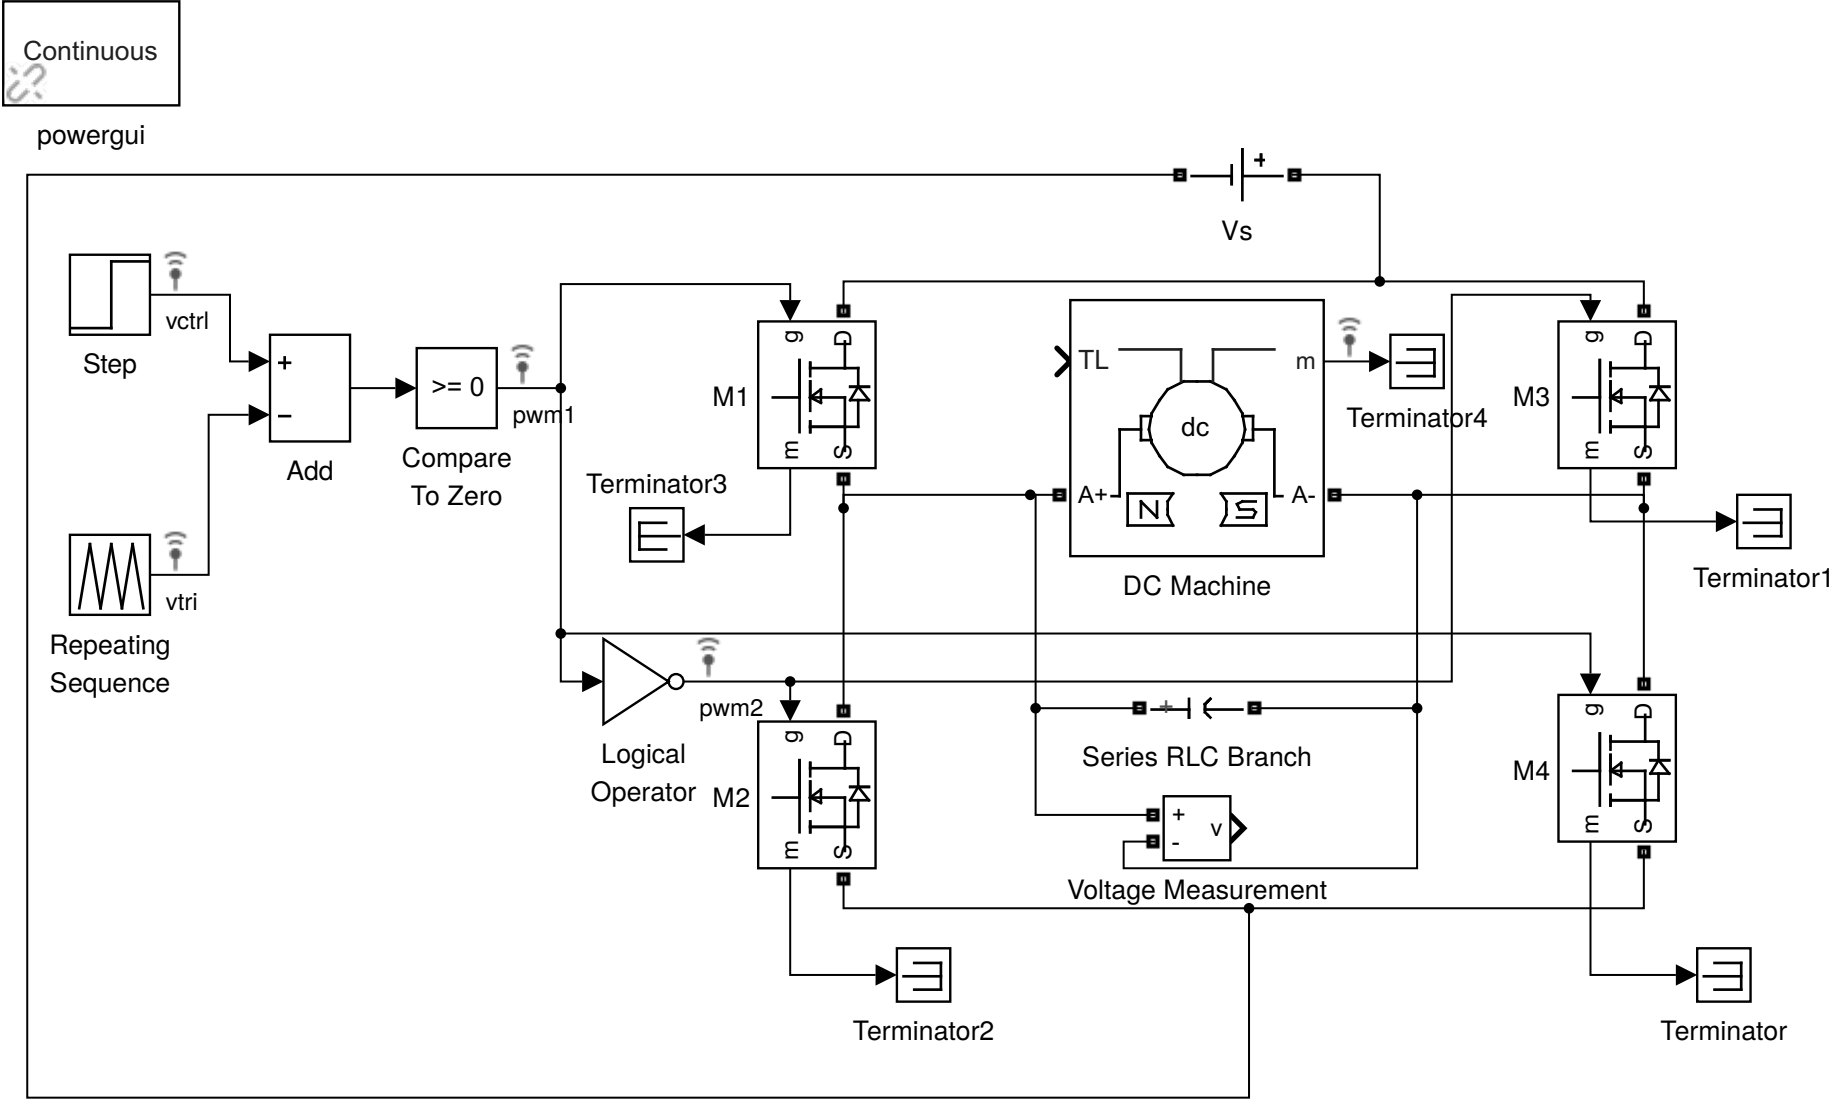 Continuous
powergui
+
Vs
vctrl
Step
+
−
Add
>= 0
pwm1
Compare
To Zero
vtri
Repeating
Sequence
g
D
M1
m
S
Terminator3
TL
m
dc
A+
N
S
A-
DC Machine
Terminator4
g
D
M3
m
S
Terminator1
pwm2
Logical
Operator
g
D
M2
m
S
Terminator2
+
Series RLC Branch
+
-
v
Voltage Measurement
g
D
M4
m
S
Terminator